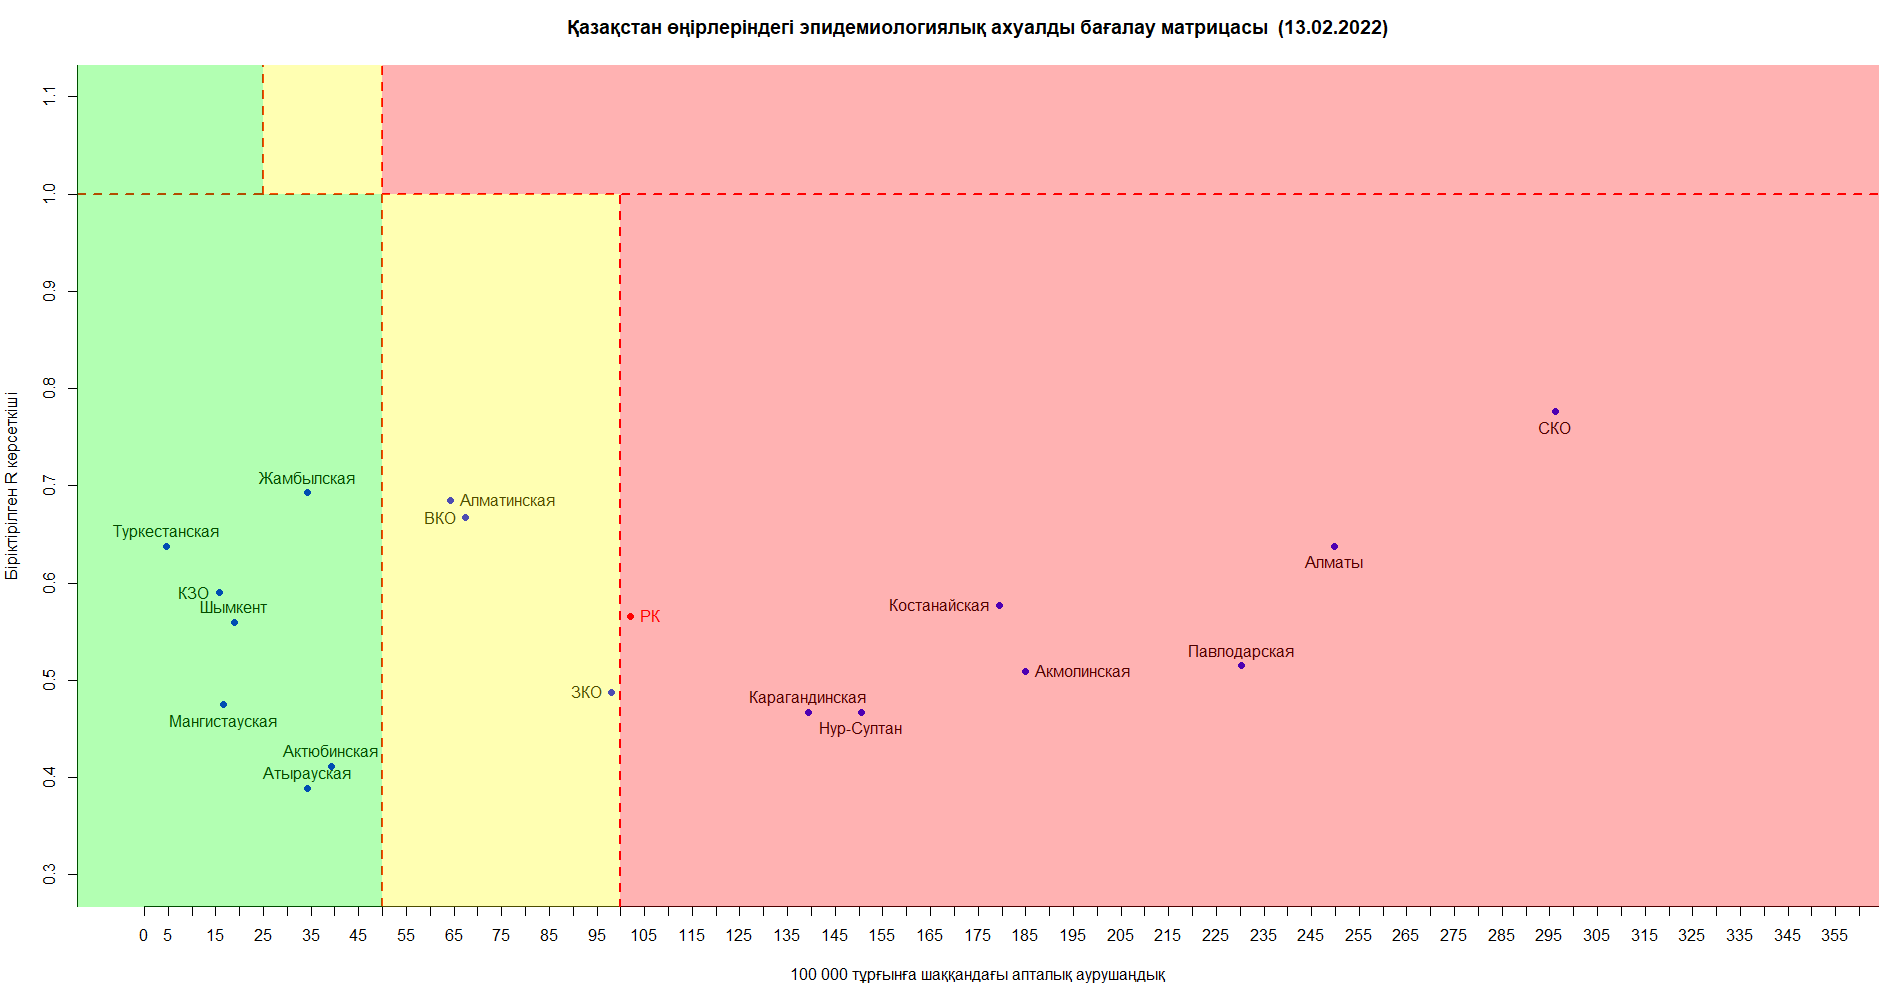 Қазақстан өңірлеріндегі эпидемиологиялық ахуалды бағалау матрицасы (13.02.2022)
1.1
1.0
0.9
0.8
0.7
0.6
0.5
0.4
0.3
Біріктірілген R көрсеткіші
СКО
Жамбылская
Алматинская
ВКО
Туркестанская
Алматы
КЗО
Шымкент
Костанайская
РК
Павлодарская
Акмолинская
ЗКО
Карагандинская
Мангистауская
Нур-Султан
Актюбинская
Атырауская
0 5 15 25 35 45 55 65 75 85 95 105 115 125 135 145 155 165 175 185 195 205 215 225 235 245 255 265 275 285 295 305 315 325 335 345 355
100 000 тұрғынға шаққандағы апталық аурушаңдық